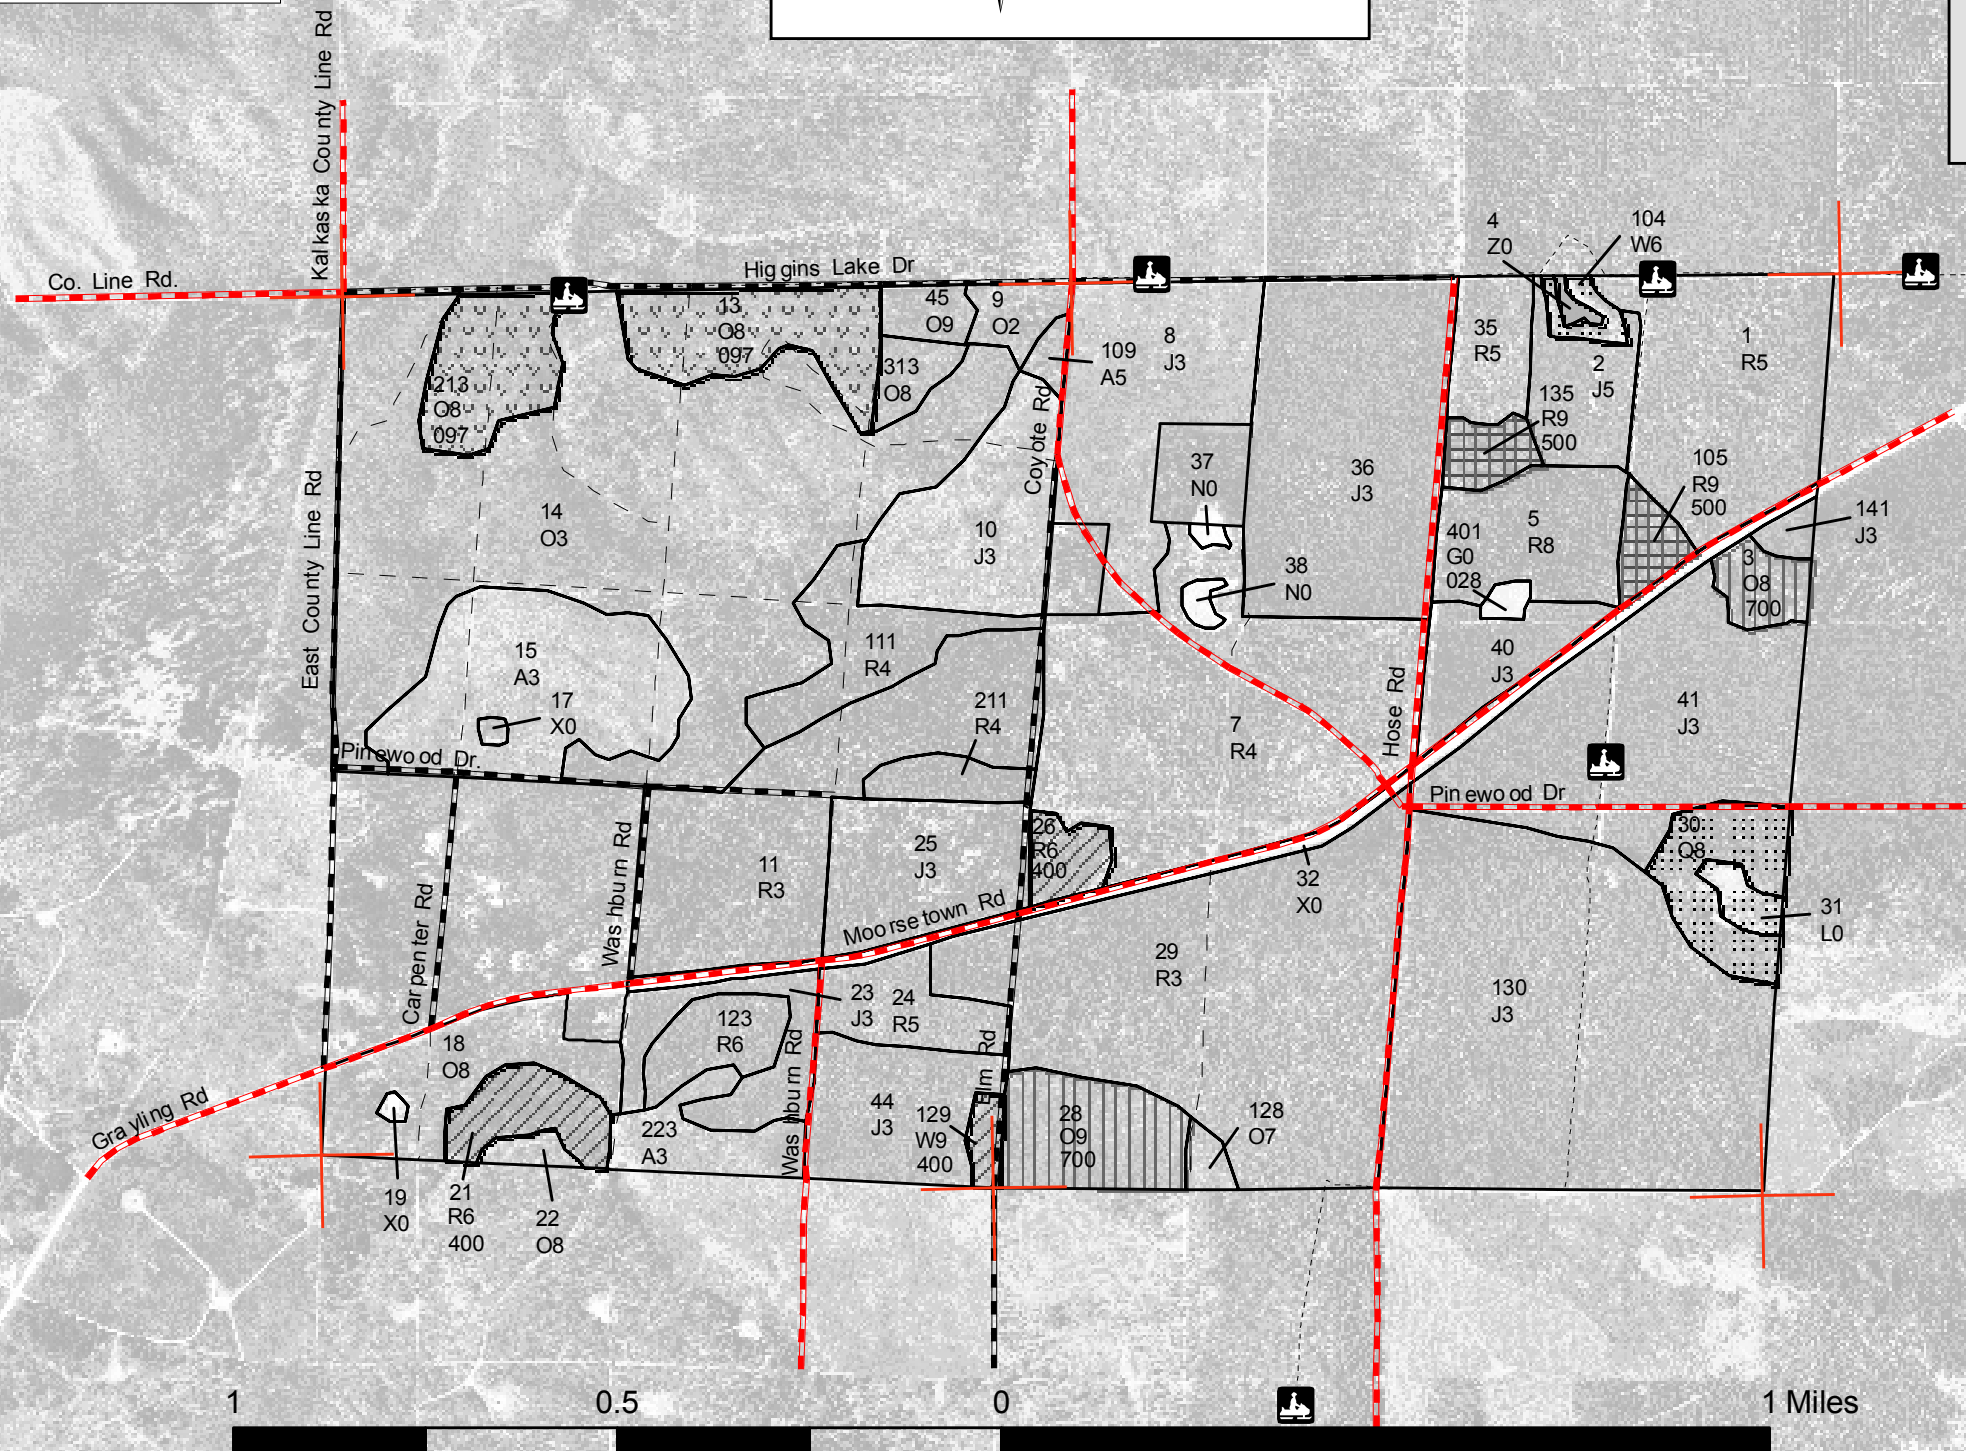 Kalkaska County Line Rd
Co. Line Rd.
Higgins Lake Dr
4
Z0
104
W6
13
O8
097
45
O9
9
O2
8
J3
109
A5
35
R5
2
J5
1
R5
213
O8
097
313
O8
Coyote Rd
135
R9
500
37
N0
36
J3
105
R9
500
East County Line Rd
14
O3
10
J3
401
G0
028
5
R8
141
J3
3
O8
700
38
N0
15
A3
17
X0
111
R4
211
R4
40
J3
41
J3
7
R4
Hose Rd
Pinewood Dr.
Pinewood Dr
26
R6
400
30
Q8
25
J3
11
R3
Washburn Rd
Carpenter Rd
Moorsetown Rd
32
X0
31
L0
29
R3
130
J3
23
J3
24
R5
123
R6
18
O8
Washburn Rd
Elm Rd
Grayling Rd
223
A3
44
J3
129
W9
400
28
O9
700
128
O7
19
X0
21
R6
400
22
O8
1
0.5
0
1 Miles